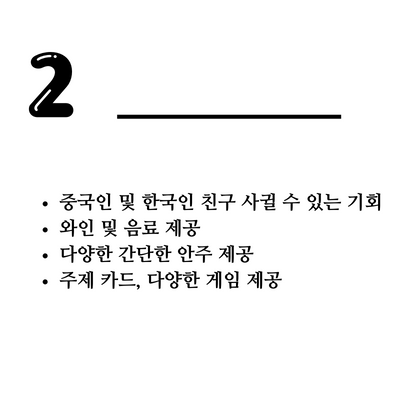 2
• 중국인 및 한국인 친구 사귈 수 있는 기회
• 와인 및 음료 제공
• 다양한 간단한 안주 제공
• 주제 카드, 다양한 게임 제공